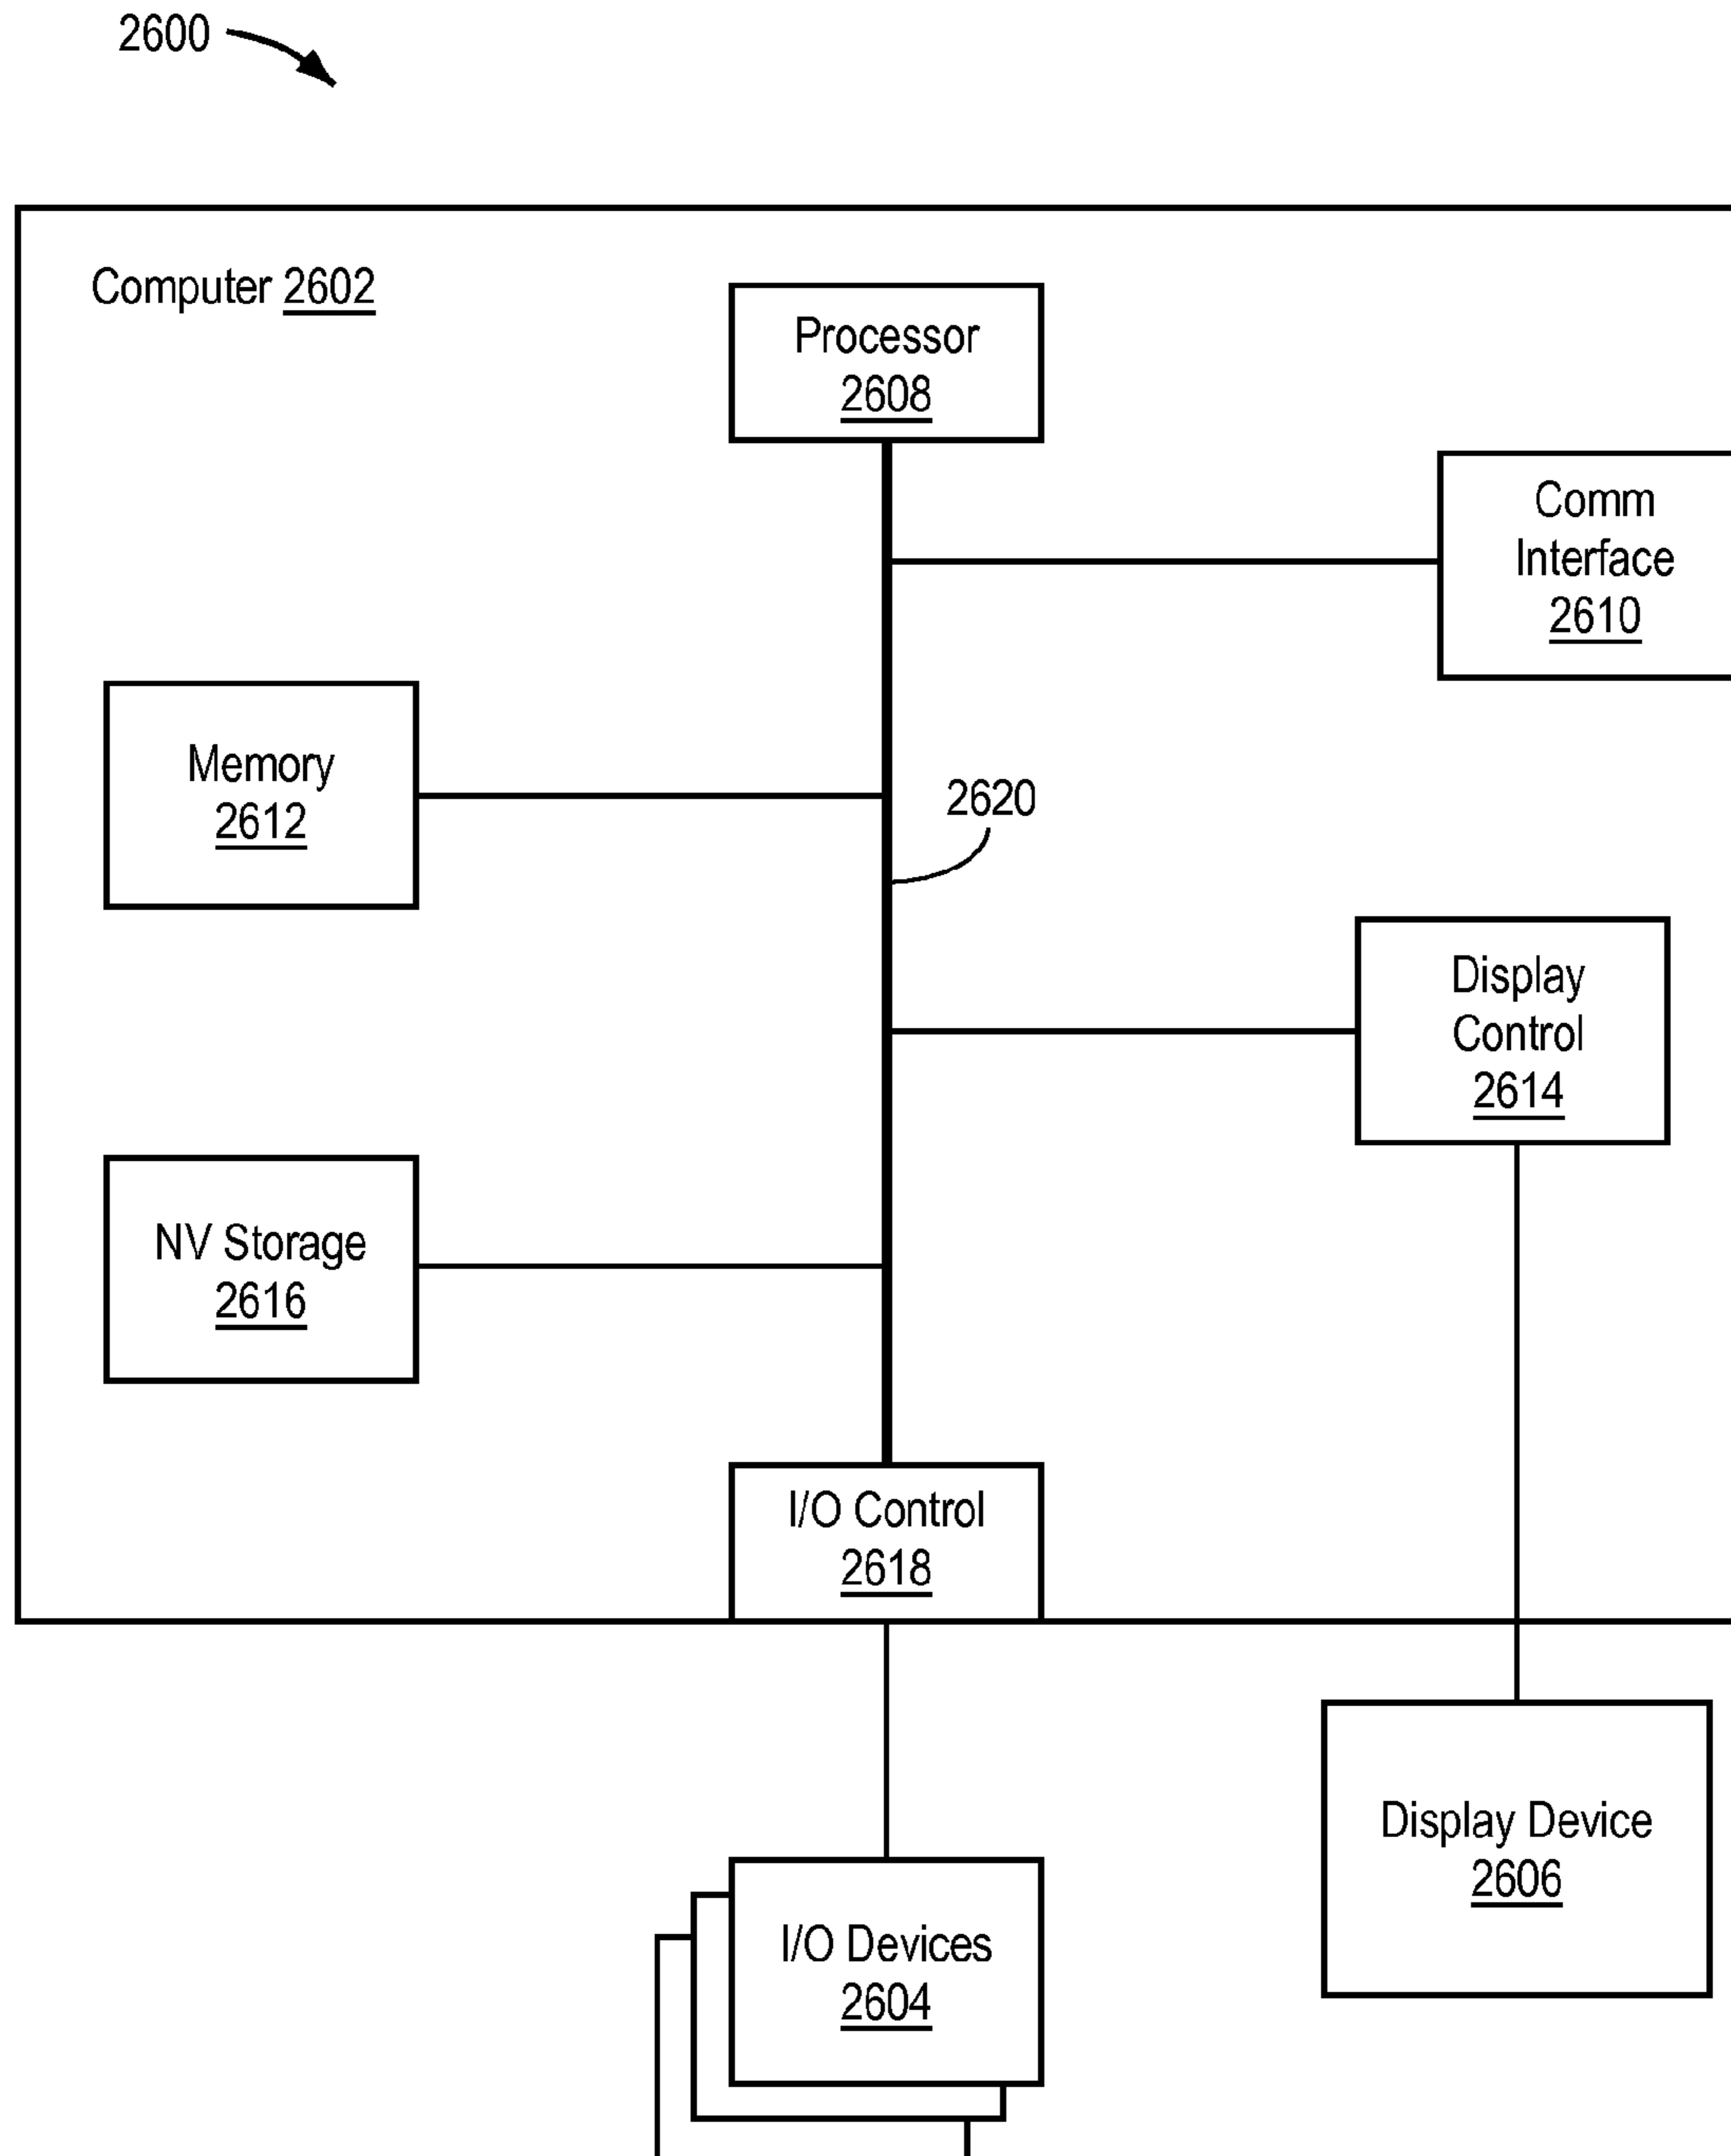 2600
Computer 2602
Processor
2608
Comm
Interface
2610
Memory
2612
2620
Display
Control
2614
NV Storage
2616
I/O Control
2618
Display Device
2606
I/O Devices
2604